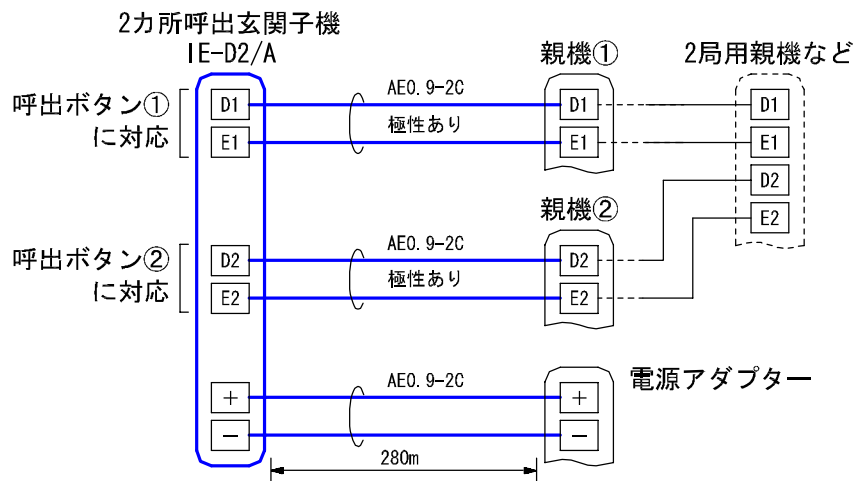 2カ所呼出玄関子機
IE-D2/A
親機①
2局用親機など
呼出ボタン①
に対応
D1
E1
AE0.9-2C
極性あり
D1
E1
D1
E1
D2
E2
親機②
呼出ボタン②
に対応
D2
E2
AE0.9-2C
極性あり
D2
E2
電源アダプター
+
−
AE0.9-2C
+
−
280m